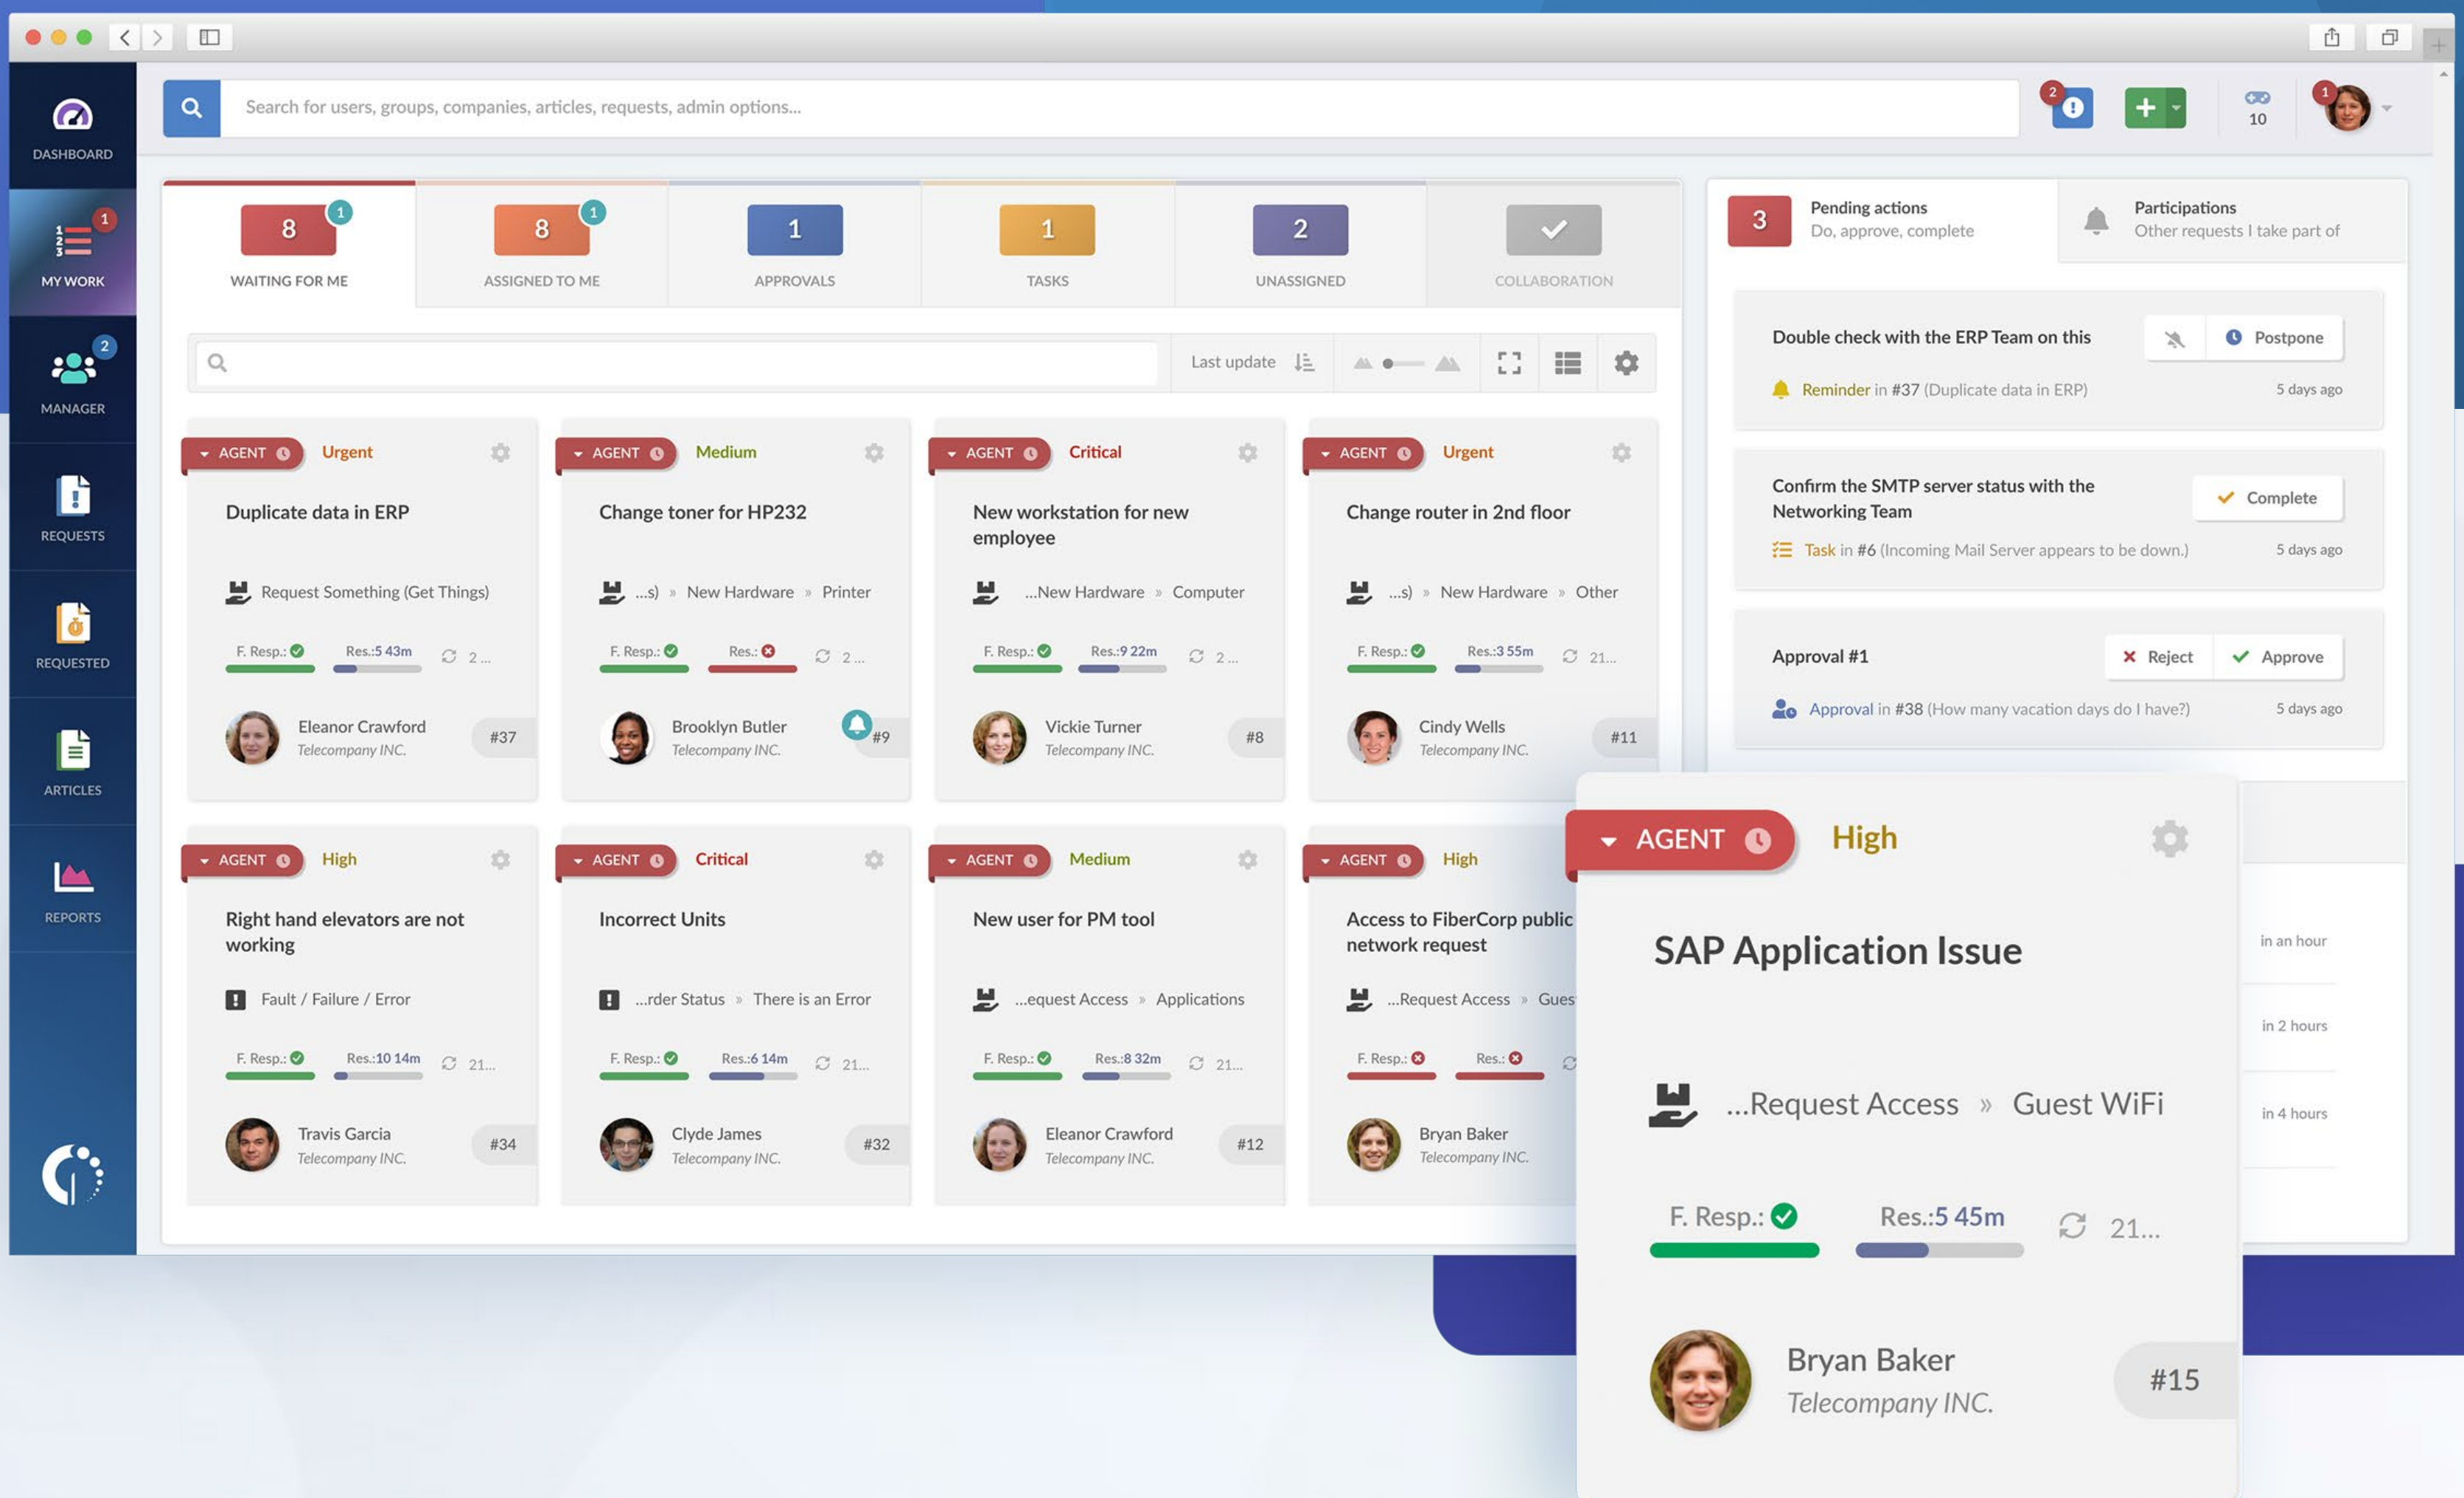 DASHBOARD
1
MY WORK
2
MANAGER
REQUESTS
REQUESTED
ARTICLES
REPORTS
Search for users, groups, companies, articles, requests, admin options...
2
10
1
8
1
WAITING FOR ME
8
1
ASSIGNED TO ME
1
APPROVALS
1
TASKS
2
UNASSIGNED
COLLABORATION
Last update
AGENT Urgent
Duplicate data in ERP
Request Something (Get Things)
F. Resp.: Res.:5 43m 2 ...
Eleanor Crawford
Telecompany INC.
#37
AGENT Medium
Change toner for HP232
...s) » New Hardware » Printer
F. Resp.: Res.: 2 ...
Brooklyn Butler
Telecompany INC.
#9
AGENT Critical
New workstation for new
employee
...New Hardware » Computer
F. Resp.: Res.:9 22m 2 ...
Vickie Turner
Telecompany INC.
#8
AGENT Urgent
Change router in 2nd floor
...s) » New Hardware » Other
F. Resp.: Res.:3 55m 21...
Cindy Wells
Telecompany INC.
#11
AGENT High
Right hand elevators are not
working
Fault / Failure / Error
F. Resp.: Res.:10 14m 21...
Travis Garcia
Telecompany INC.
#34
AGENT Critical
Incorrect Units
...rder Status » There is an Error
F. Resp.: Res.:6 14m 21...
Clyde James
Telecompany INC.
#32
AGENT Medium
New user for PM tool
...equest Access » Applications
F. Resp.: Res.:8 32m 21...
Eleanor Crawford
Telecompany INC.
#12
AGENT High
Access to FiberCorp public
network request
...Request Access » Gues
F. Resp.: Res.:
Bryan Baker
Telecompany INC.
3
Pending actions
Do, approve, complete
Participations
Other requests I take part of
Double check with the ERP Team on this
Postpone
Reminder in #37 (Duplicate data in ERP) 5 days ago
Confirm the SMTP server status with the
Networking Team
Complete
Task in #6 (Incoming Mail Server appears to be down.) 5 days ago
Approval #1
Reject Approve
Approval in #38 (How many vacation days do I have?) 5 days ago
in an hour
in 2 hours
in 4 hours
AGENT High
SAP Application Issue
...Request Access » Guest WiFi
F. Resp.: Res.:5 45m 21...
Bryan Baker
Telecompany INC.
#15